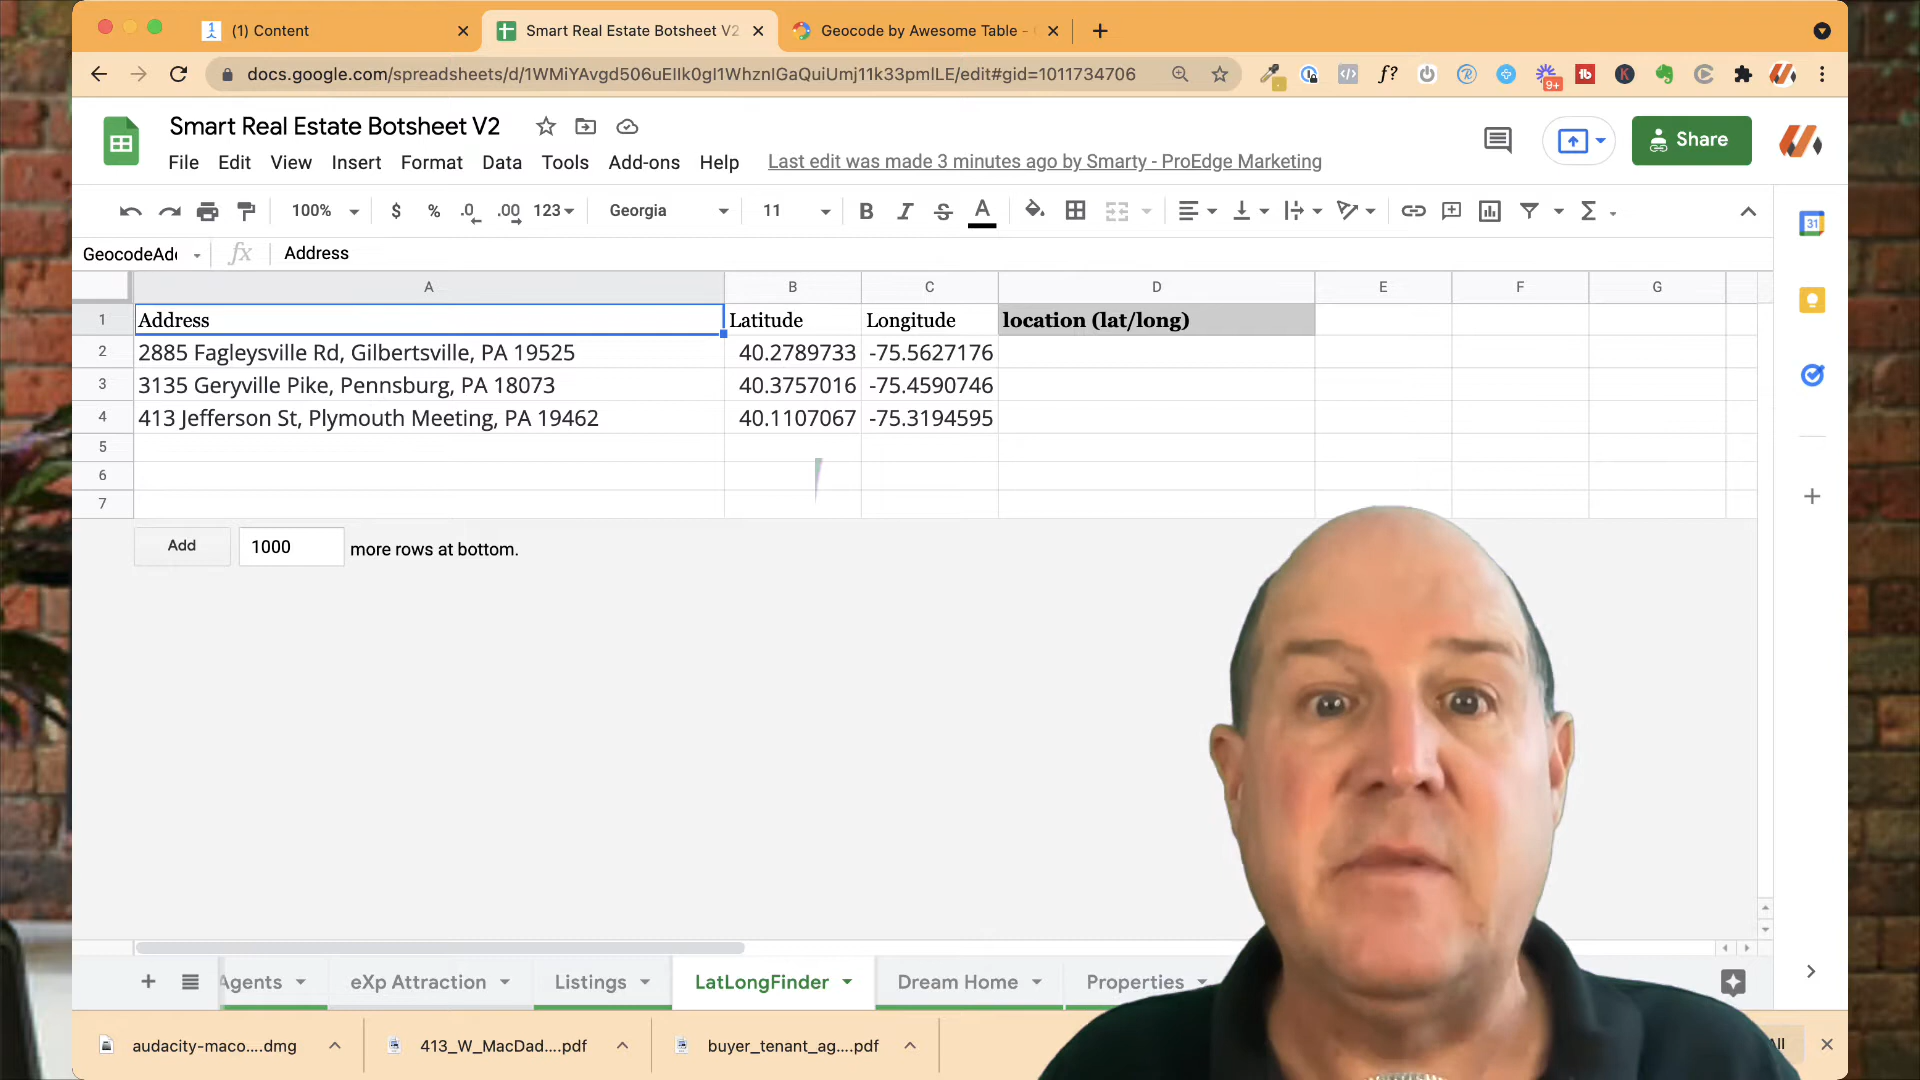 (1) Content
Smart Real Estate Botsheet V2
Geocode by Awesome Table -
docs.google.com/spreadsheets/d/1WMiYAvgd506uEIIk0gI1WhznIGaQuiUmj11k33pmlLE/edit#gid=1011734706
f?
9+
Smart Real Estate Botsheet V2
File Edit View Insert Format Data Tools Add-ons Help
Last edit was made 3 minutes ago by Smarty - ProEdge Marketing
Share
100% $ % .0 .00 123 Georgia 11 B I S A Σ
31
GeocodeAd fx Address
A B C D E F G
1 Address Latitude Longitude location (lat/long)
2 2885 Fagleysville Rd, Gilbertsville, PA 19525 40.2789733 -75.5627176
3 3135 Geryville Pike, Pennsburg, PA 18073 40.3757016 -75.4590746
4 413 Jefferson St, Plymouth Meeting, PA 19462 40.1107067 -75.3194595
5
6
7
Add 1000 more rows at bottom.
Agents eXp Attraction Listings LatLongFinder Dream Home Properties
audacity-maco....dmg 413_W_MacDad....pdf buyer_tenant_ag....pdf